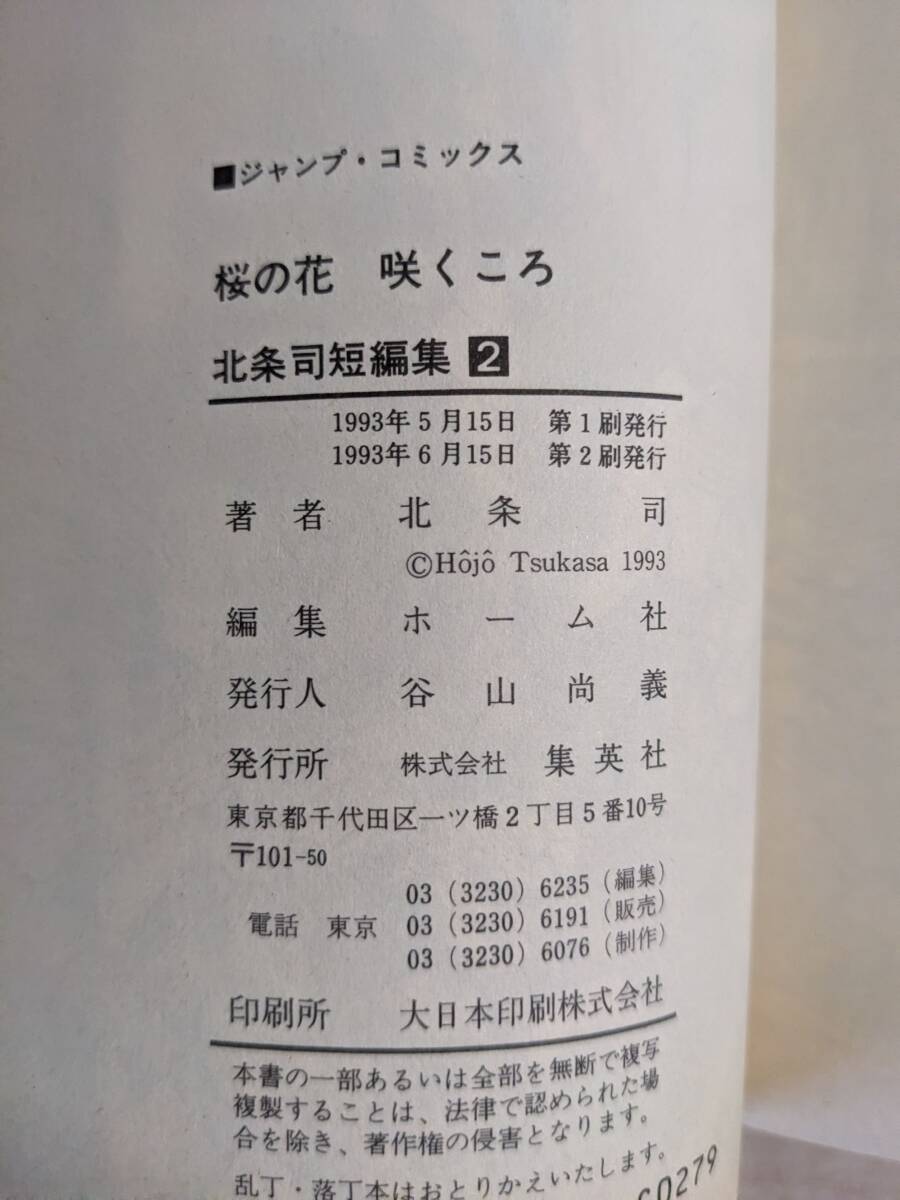 ■ジャンプ・コミックス
桜の花 咲くころ
北条司短編集 2
1993年5月15日 第1刷発行
1993年6月15日 第2刷発行
著者 北条司
©Hôjô Tsukasa 1993
編集 ホーム社
発行人 谷山尚義
発行所 株式会社 集英社
東京都千代田区一ツ橋2丁目5番10号
〒101-50
03(3230)6235(編集)
電話 東京 03(3230)6191(販売)
03(3230)6076(制作)
印刷所 大日本印刷株式会社
本書の一部あるいは全部を無断で複写
複製することは、法律で認められた場
合を除き、著作権の侵害となります。
乱丁・落丁本はおとりかえいたします。